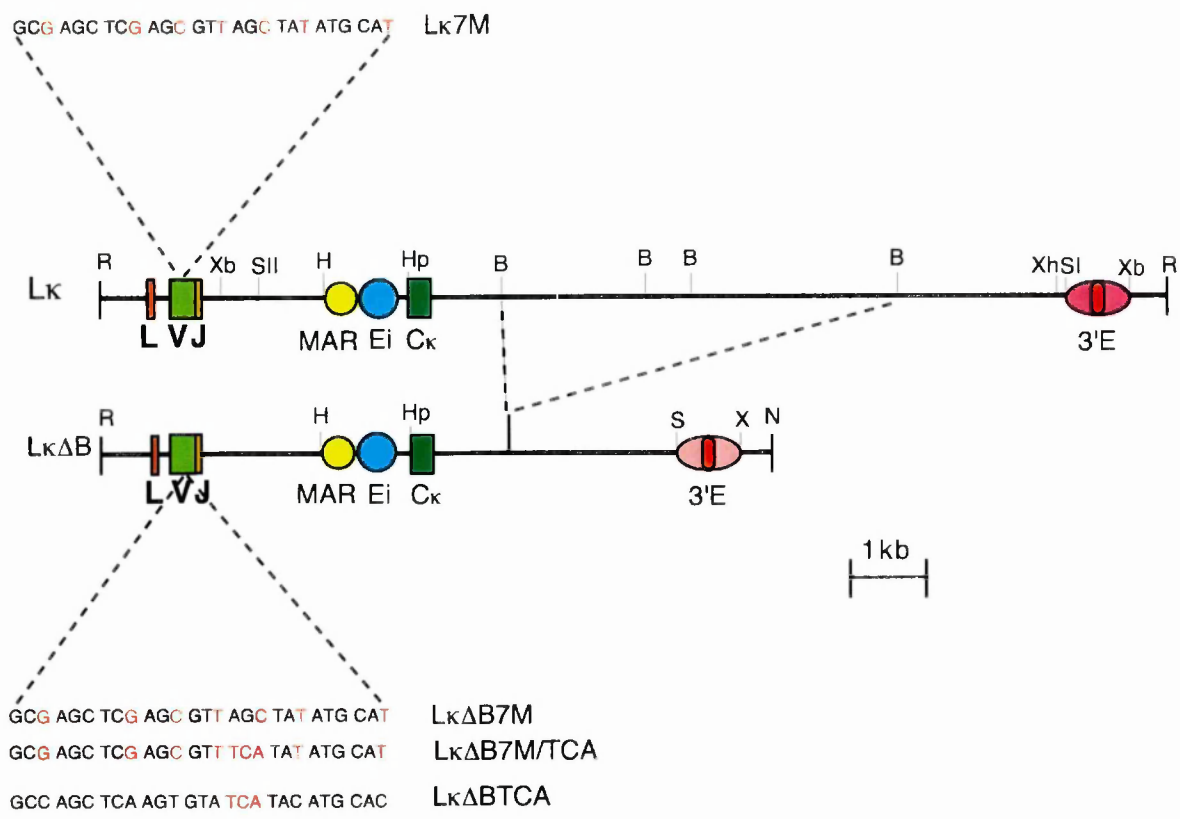 GCG AGC TCG AGC GTT AGC TAT ATG CAT Lκ7M
R Xb SII H Hp B B B B Xh SI Xb R
Lκ
L V J MAR Ei Cκ 3'E
R H Hp S X N
LκΔB
L V J MAR Ei Cκ 3'E
1kb
GCG AGC TCG AGC GTT AGC TAT ATG CAT LκΔB7M
GCG AGC TCG AGC GTT TCA TAT ATG CAT LκΔB7M/TCA
GCC AGC TCA AGT GTA TCA TAC ATG CAC LκΔBTCA